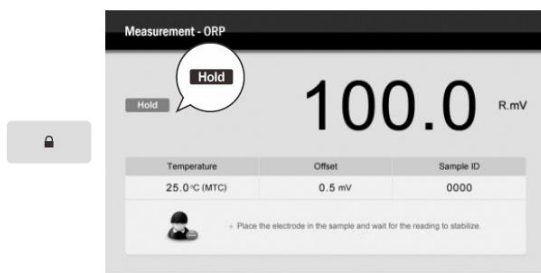 Measurement - ORP
Hold
Hold
100.0 R.mV
Temperature Offset Sample ID
25.0°C (MTC) 0.5 mV 0000
Place the electrode in the sample and wait for the reading to stabilize.